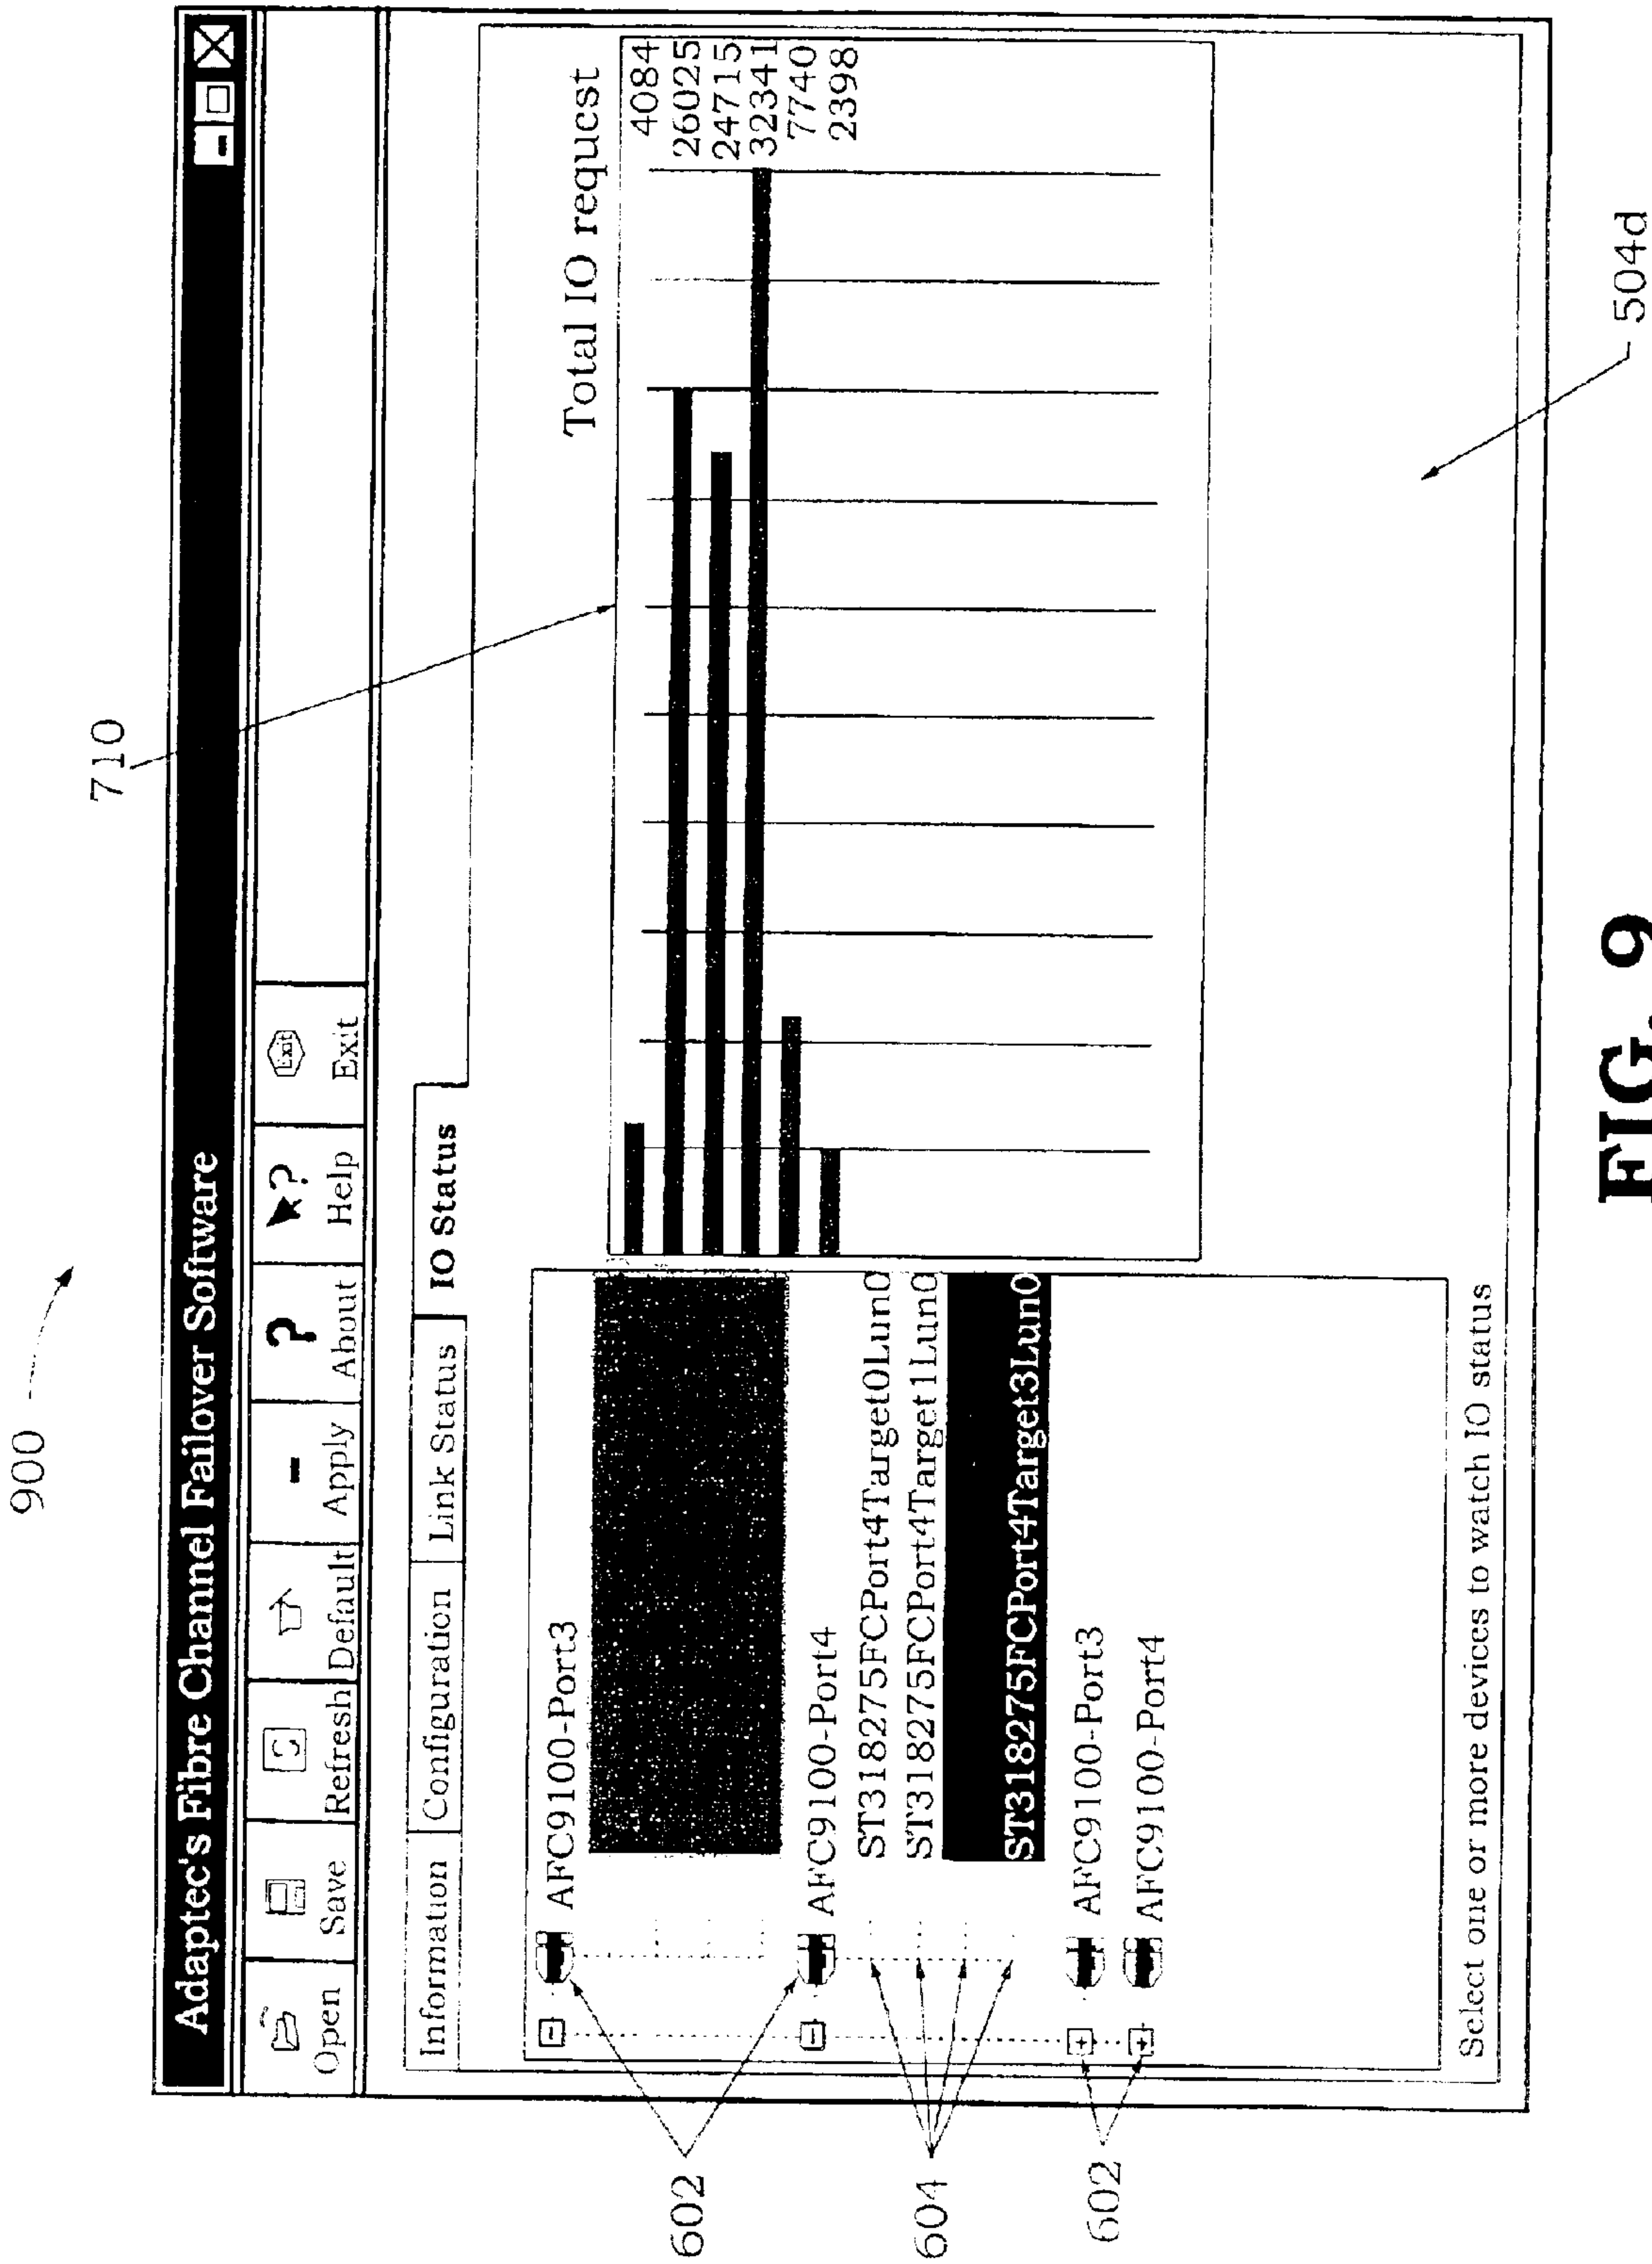 900
710
Adaptec's Fibre Channel Failover Software
Open
Save
Refresh
Default
Apply
About
Help
Exit
Exit
Information
Configuration
Link Status
IO Status
AFC9100-Port3
AFC9100-Port4
ST318275FCPort4Target0Lun0
ST318275FCPort4Target1Lun0
ST318275FCPort4Target3Lun0
AFC9100-Port3
AFC9100-Port4
Total IO request
4084
26025
24715
32341
7740
2398
Select one or more devices to watch IO status
602
604
602
504d
FIG. 9